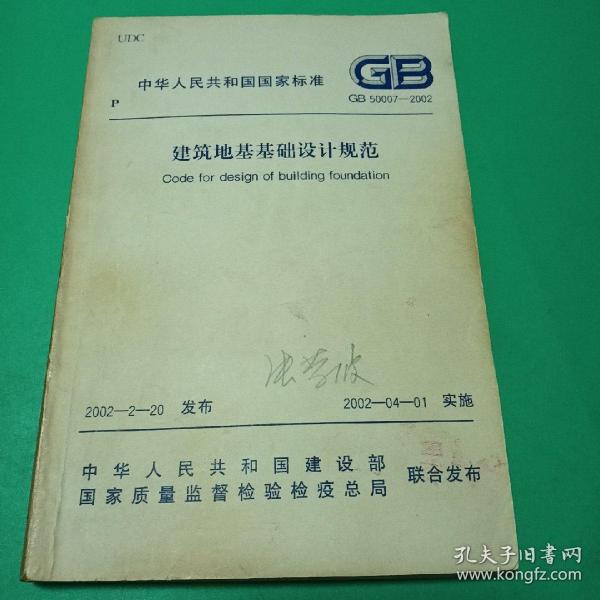 UDC
中华人民共和国国家标准
GB
P
GB 50007—2002
建筑地基基础设计规范
Code for design of building foundation
2002—2—20 发布
2002—04—01 实施
中华人民共和国建设部
国家质量监督检验检疫总局
联合发布
孔夫子旧书网
www.kongfz.com